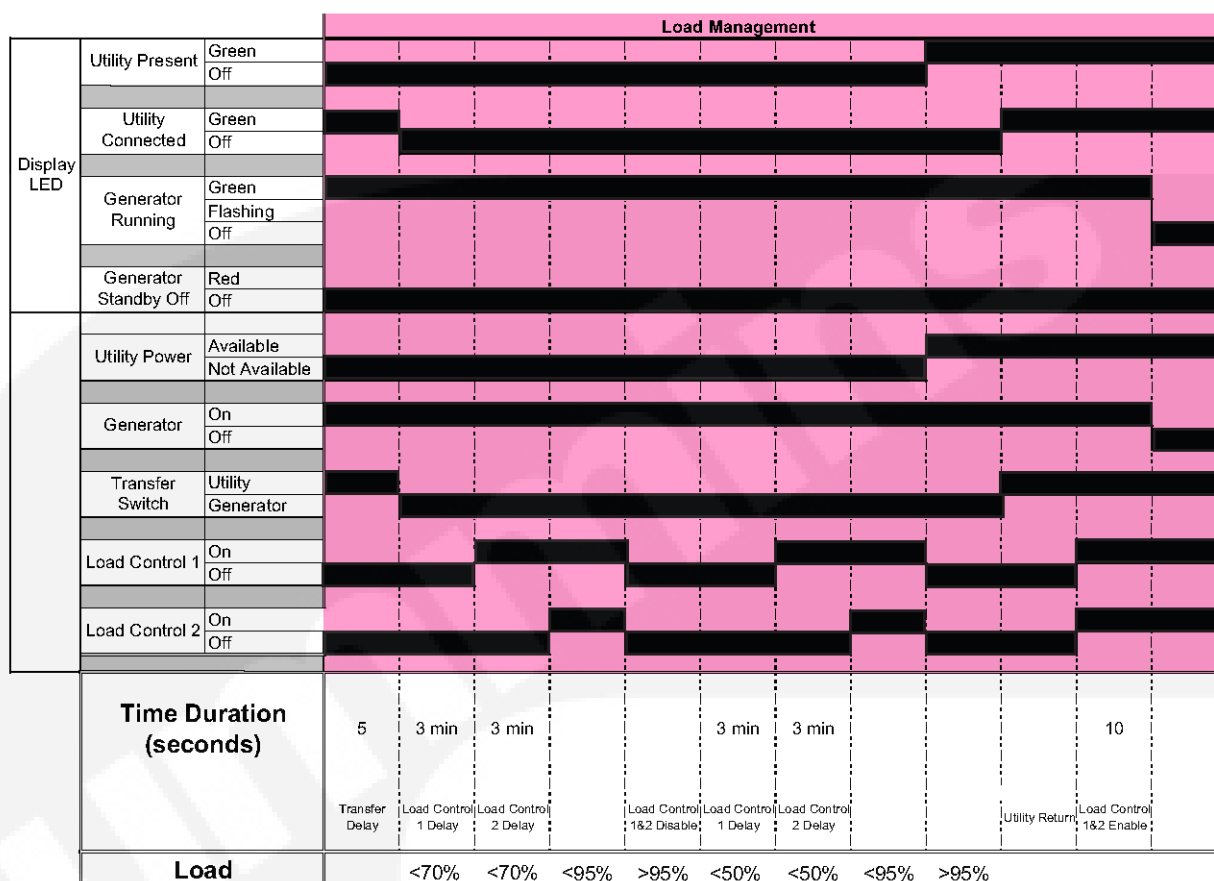 Load Management
Display
LED
Utility Present
Green
Off
Utility
Connected
Green
Off
Generator
Running
Green
Flashing
Off
Generator
Standby Off
Red
Off
Utility Power
Available
Not Available
Generator
On
Off
Transfer
Switch
Utility
Generator
Load Control 1
On
Off
Load Control 2
On
Off
Time Duration
(seconds)
5 3 min 3 min 3 min 3 min 10
Transfer
Delay
Load Control
1 Delay
Load Control
2 Delay
Load Control
1&2 Disable
Load Control
1 Delay
Load Control
2 Delay
Utility Return
Load Control
1&2 Enable
Load <70% <70% <95% >95% <50% <50% <95% >95%